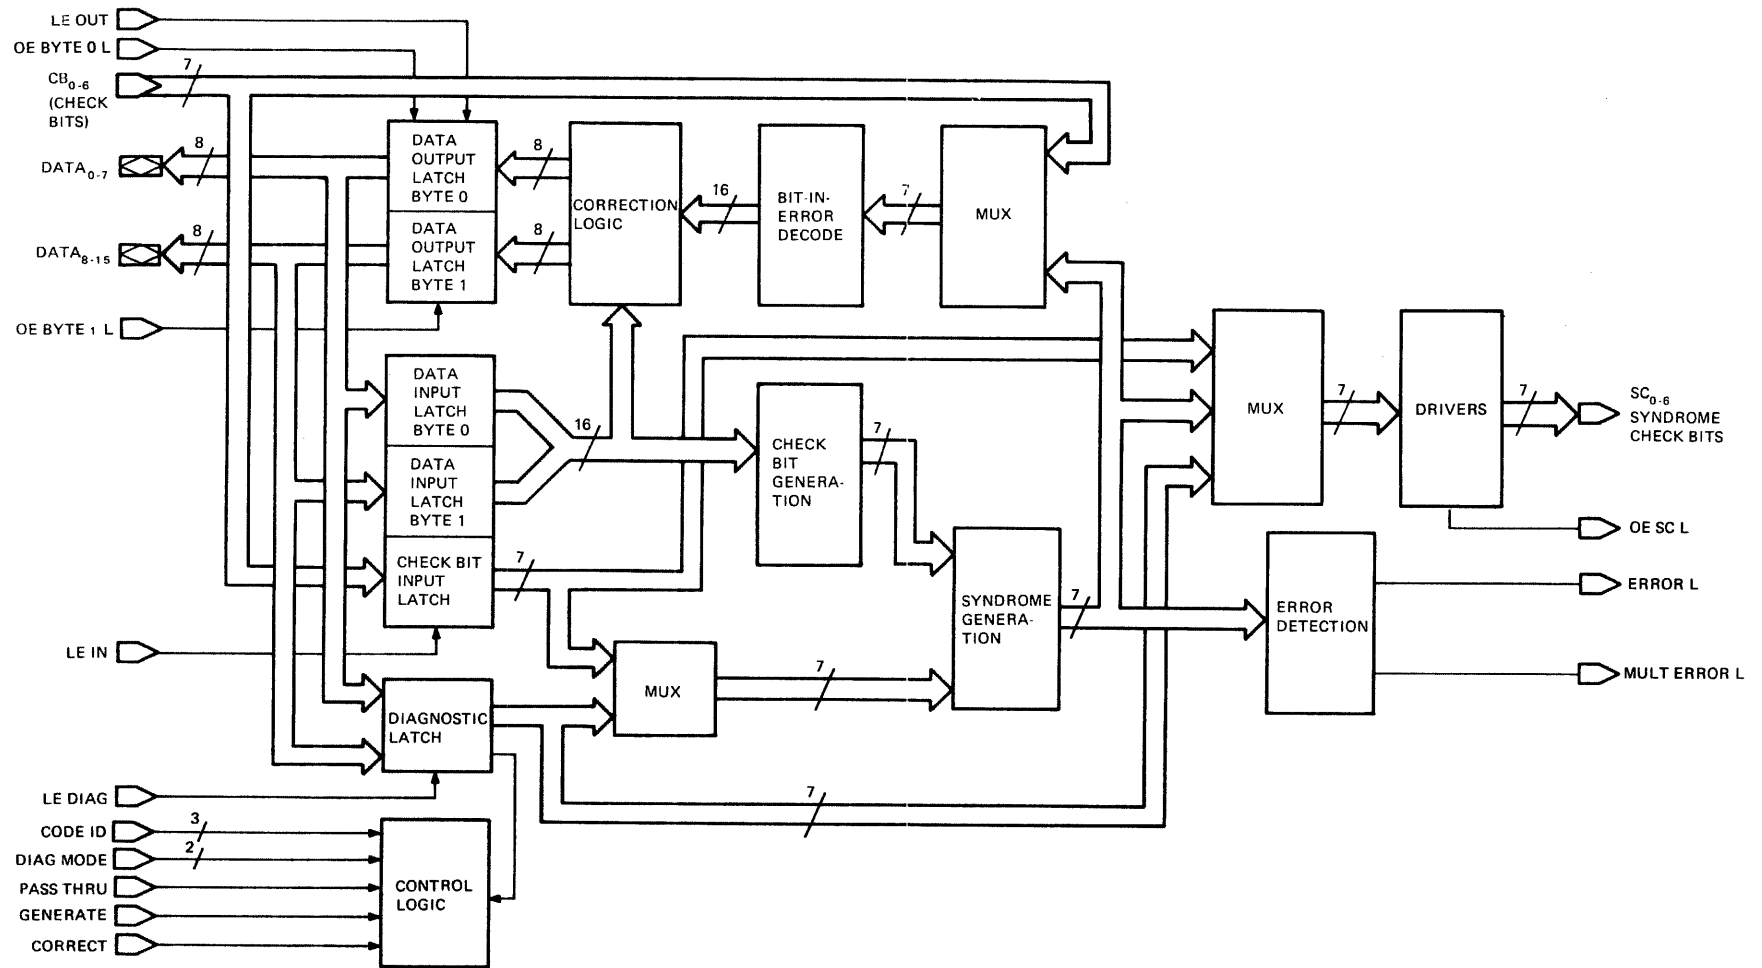 LE OUT
OE BYTE 0 L
CB0-6
(CHECK
BITS)
7
DATA0-7
8
DATA8-15
8
OE BYTE 1 L
DATA
OUTPUT
LATCH
BYTE 0
DATA
OUTPUT
LATCH
BYTE 1
8
8
CORRECTION
LOGIC
16
BIT-IN-
ERROR
DECODE
7
MUX
DATA
INPUT
LATCH
BYTE 0
DATA
INPUT
LATCH
BYTE 1
CHECK BIT
INPUT
LATCH
16
7
CHECK
BIT
GENERA-
TION
7
MUX
7
DRIVERS
7
SC0-6
SYNDROME
CHECK BITS
OE SC L
SYNDROME
GENERA-
TION
7
ERROR
DETECTION
ERROR L
MULT ERROR L
LE IN
MUX
7
DIAGNOSTIC
LATCH
7
LE DIAG
CODE ID
3
DIAG MODE
2
PASS THRU
GENERATE
CORRECT
CONTROL
LOGIC